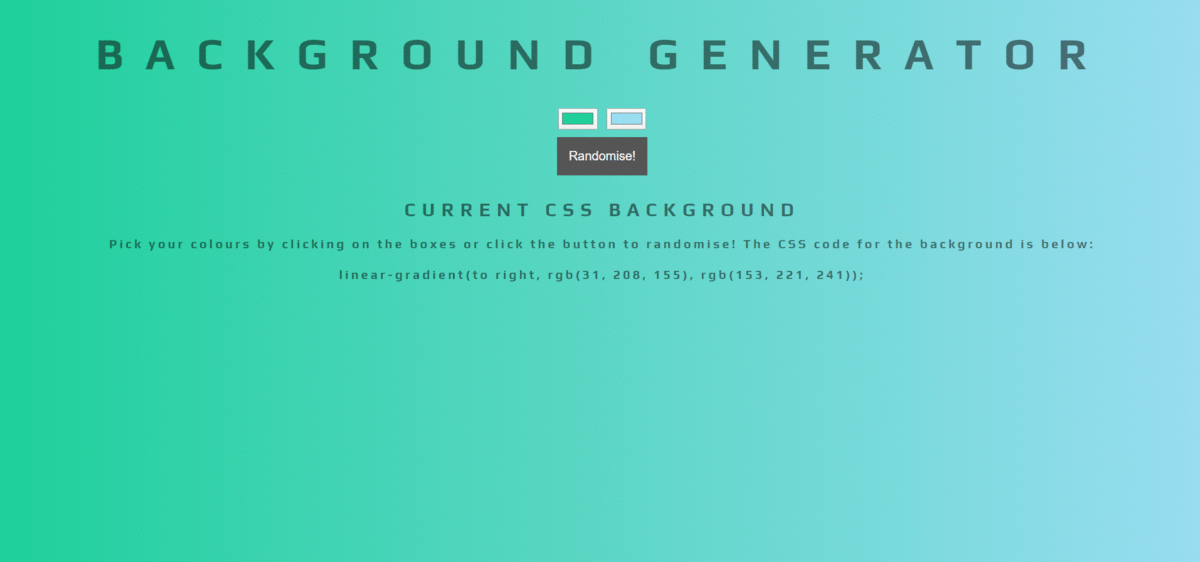 BACKGROUND GENERATOR
Randomise!
CURRENT CSS BACKGROUND
Pick your colours by clicking on the boxes or click the button to randomise! The CSS code for the background is below:
linear-gradient(to right, rgb(31, 208, 155), rgb(153, 221, 241));